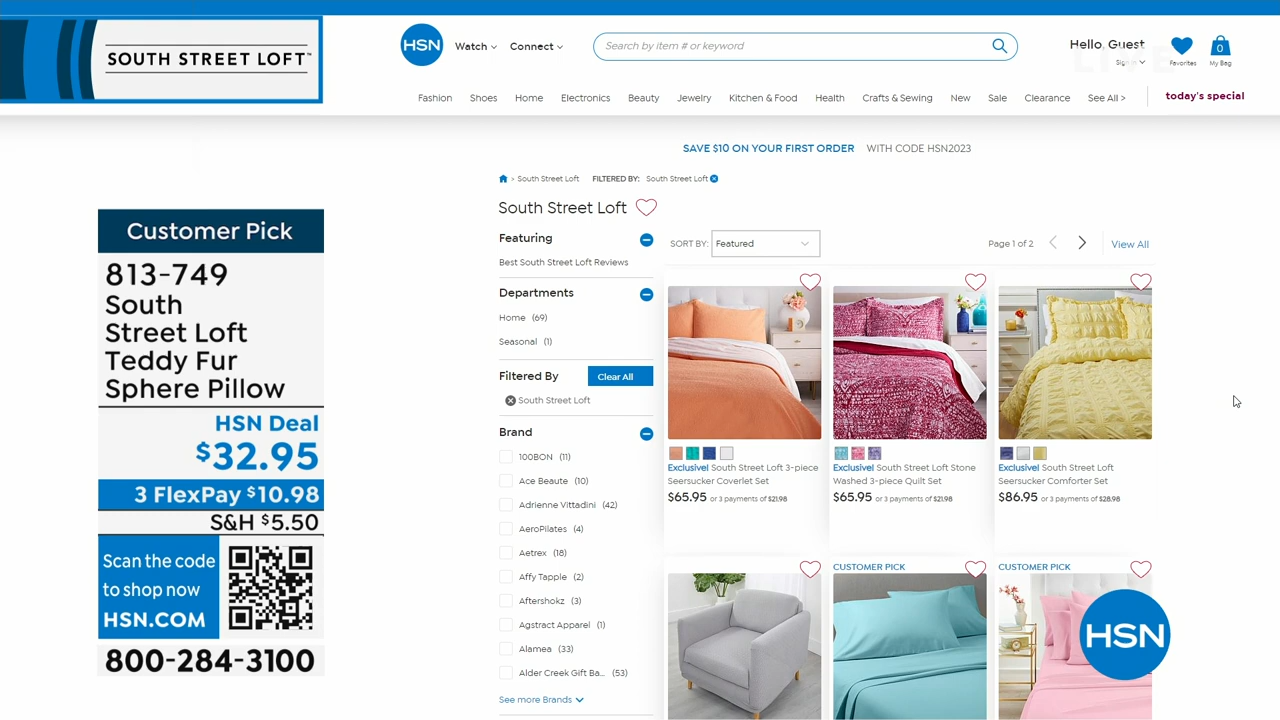 SOUTH STREET LOFT™
HSN
Watch
Connect
Search by item # or keyword
Hello, Guest
Sign In
Favorites
0
My Bag
LIVE
Fashion
Shoes
Home
Electronics
Beauty
Jewelry
Kitchen & Food
Health
Crafts & Sewing
New
Sale
Clearance
See All >
today's special
SAVE $10 ON YOUR FIRST ORDER WITH CODE HSN2023
> South Street Loft FILTERED BY: South Street Loft
South Street Loft
Customer Pick
813-749
South
Street Loft
Teddy Fur
Sphere Pillow
HSN Deal
$32.95
3 FlexPay $10.98
S&H $5.50
Scan the code
to shop now
HSN.COM
800-284-3100
Featuring
Best South Street Loft Reviews
Departments
Home (69)
Seasonal (1)
Filtered By
Clear All
South Street Loft
Brand
100BON (11)
Ace Beaute (10)
Adrienne Vittadini (42)
AeroPilates (4)
Aetrex (18)
Affy Tapple (2)
Aftershokz (3)
Agstract Apparel (1)
Alamea (33)
Alder Creek Gift Ba... (53)
See more Brands
SORT BY: Featured
Page 1 of 2
View All
Exclusive! South Street Loft 3-piece
Seersucker Coverlet Set
$65.95 or 3 payments of $21.98
Exclusive! South Street Loft Stone
Washed 3-piece Quilt Set
$65.95 or 3 payments of $21.98
Exclusive! South Street Loft
Seersucker Comforter Set
$86.95 or 3 payments of $28.98
CUSTOMER PICK
CUSTOMER PICK
HSN